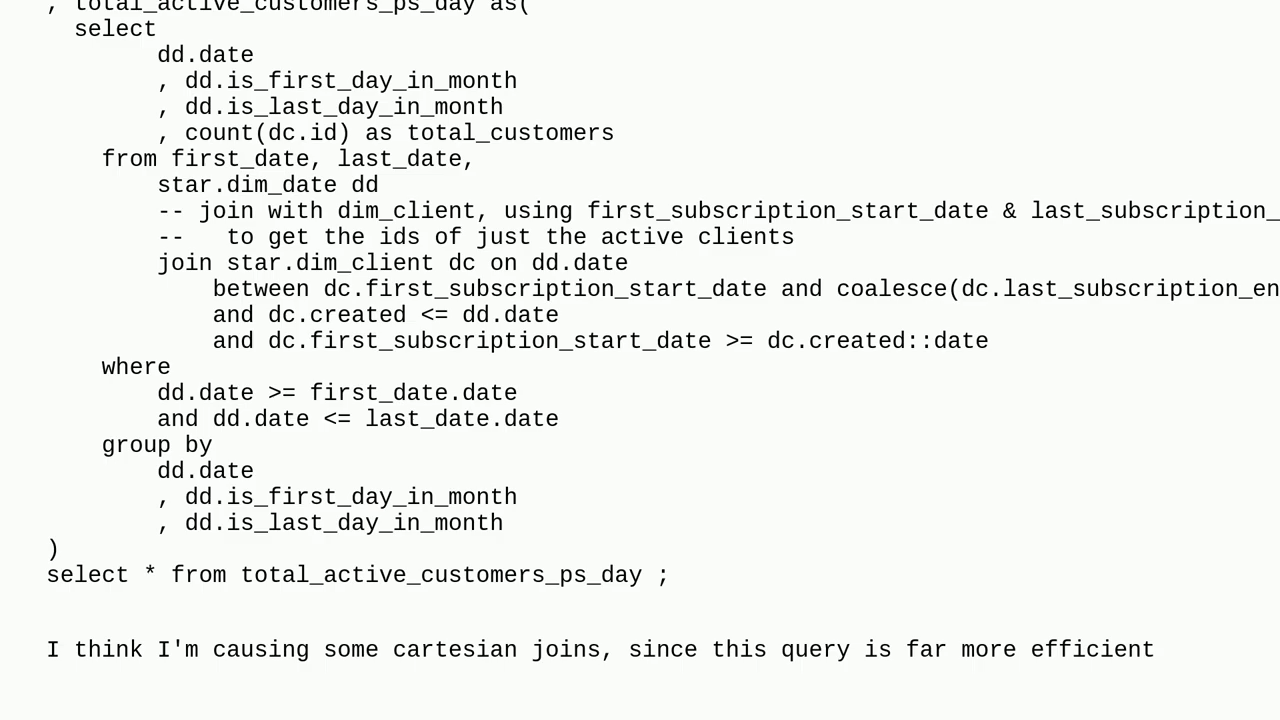 , total_active_customers_ps_day as(
select
dd.date
, dd.is_first_day_in_month
, dd.is_last_day_in_month
, count(dc.id) as total_customers
from first_date, last_date,
star.dim_date dd
-- join with dim_client, using first_subscription_start_date & last_subscription_
-- to get the ids of just the active clients
join star.dim_client dc on dd.date
between dc.first_subscription_start_date and coalesce(dc.last_subscription_en
and dc.created <= dd.date
and dc.first_subscription_start_date >= dc.created::date
where
dd.date >= first_date.date
and dd.date <= last_date.date
group by
dd.date
, dd.is_first_day_in_month
, dd.is_last_day_in_month
)
select * from total_active_customers_ps_day ;
I think I'm causing some cartesian joins, since this query is far more efficient